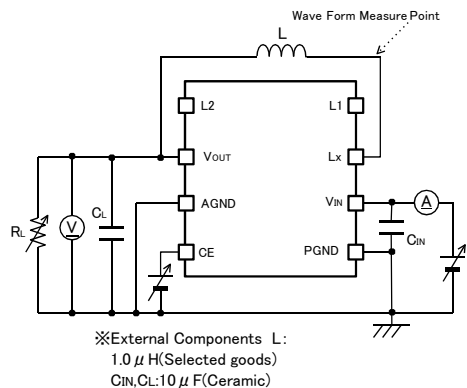 Wave Form Measure Point
L
L2 L1
VOUT Lx
AGND VIN A
CL V RL CIN
CE PGND
※External Components L:
1.0μH(Selected goods)
CIN,CL:10μF(Ceramic)